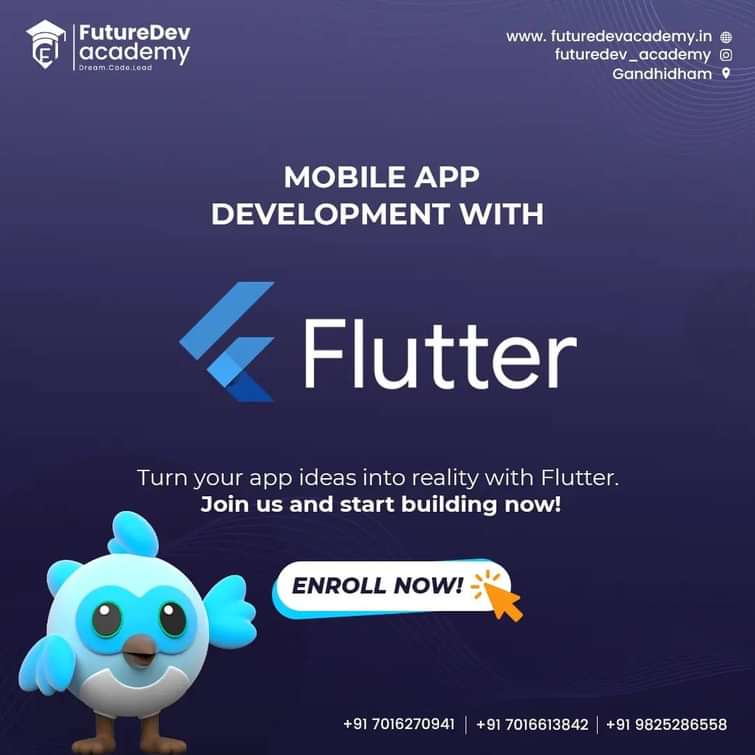 FutureDev
academy
Dream.Code.Lead
www. futuredevacademy.in
futuredev_academy
Gandhidham
MOBILE APP
DEVELOPMENT WITH
Flutter
Turn your app ideas into reality with Flutter.
Join us and start building now!
ENROLL NOW!
+91 7016270941 | +91 7016613842 | +91 9825286558